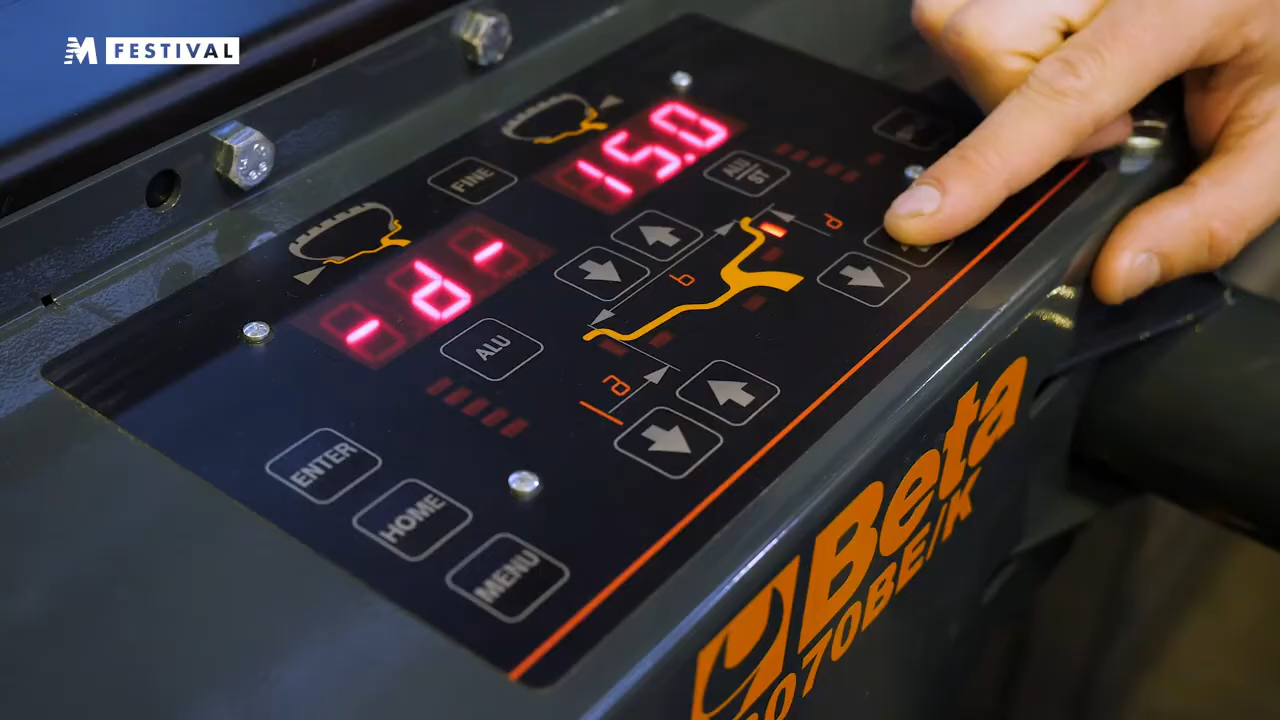 M FESTIVAL
15.0
FINE
ALU
ST
d
-d-
b
ALU
a
ENTER
HOME
MENU
Beta
070BE/K